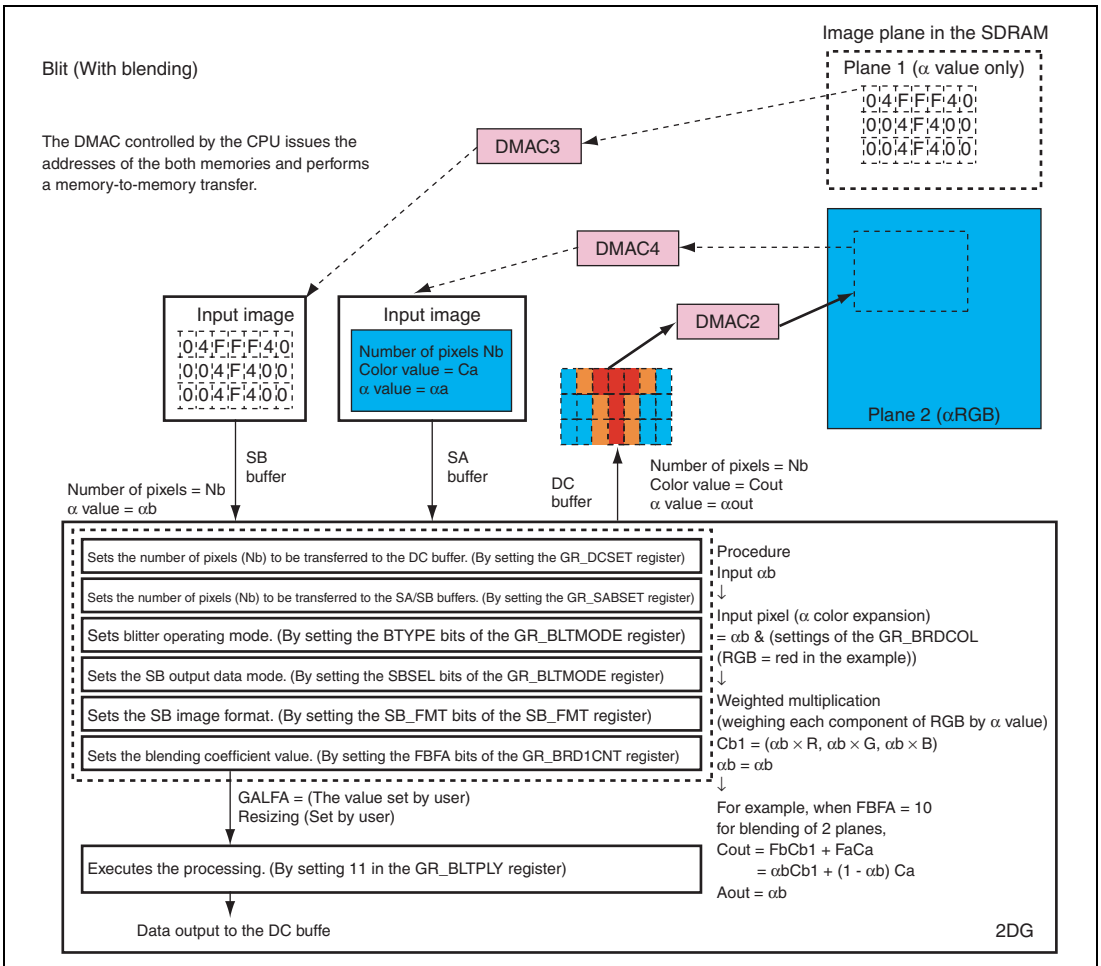 Image plane in the SDRAM
Blit (With blending)
Plane 1 (α value only)
0 4 F F F 4 0
0 0 4 F 4 0 0
0 0 4 F 4 0 0
The DMAC controlled by the CPU issues the
addresses of the both memories and performs
a memory-to-memory transfer.
DMAC3
DMAC4
DMAC2
Plane 2 (αRGB)
Input image
0 4 F F F 4 0
0 0 4 F 4 0 0
0 0 4 F 4 0 0
Input image
Number of pixels Nb
Color value = Ca
α value = αa
SB
buffer
SA
buffer
DC
buffer
Number of pixels = Nb
Color value = Cout
α value = αout
Number of pixels = Nb
α value = αb
Sets the number of pixels (Nb) to be transferred to the DC buffer. (By setting the GR_DCSET register)
Sets the number of pixels (Nb) to be transferred to the SA/SB buffers. (By setting the GR_SABSET register)
Sets blitter operating mode. (By setting the BTYPE bits of the GR_BLTMODE register)
Sets the SB output data mode. (By setting the SBSEL bits of the GR_BLTMODE register)
Sets the SB image format. (By setting the SB_FMT bits of the SB_FMT register)
Sets the blending coefficient value. (By setting the FBFA bits of the GR_BRD1CNT register)
GALFA = (The value set by user)
Resizing (Set by user)
Executes the processing. (By setting 11 in the GR_BLTPLY register)
Data output to the DC buffe
Procedure
Input αb
↓
Input pixel (α color expansion)
= αb & (settings of the GR_BRDCOL
(RGB = red in the example))
↓
Weighted multiplication
(weighing each component of RGB by α value)
Cb1 = (αb × R, αb × G, αb × B)
αb = αb
↓
For example, when FBFA = 10
for blending of 2 planes,
Cout = FbCb1 + FaCa
= αbCb1 + (1 - αb) Ca
Aout = αb
2DG